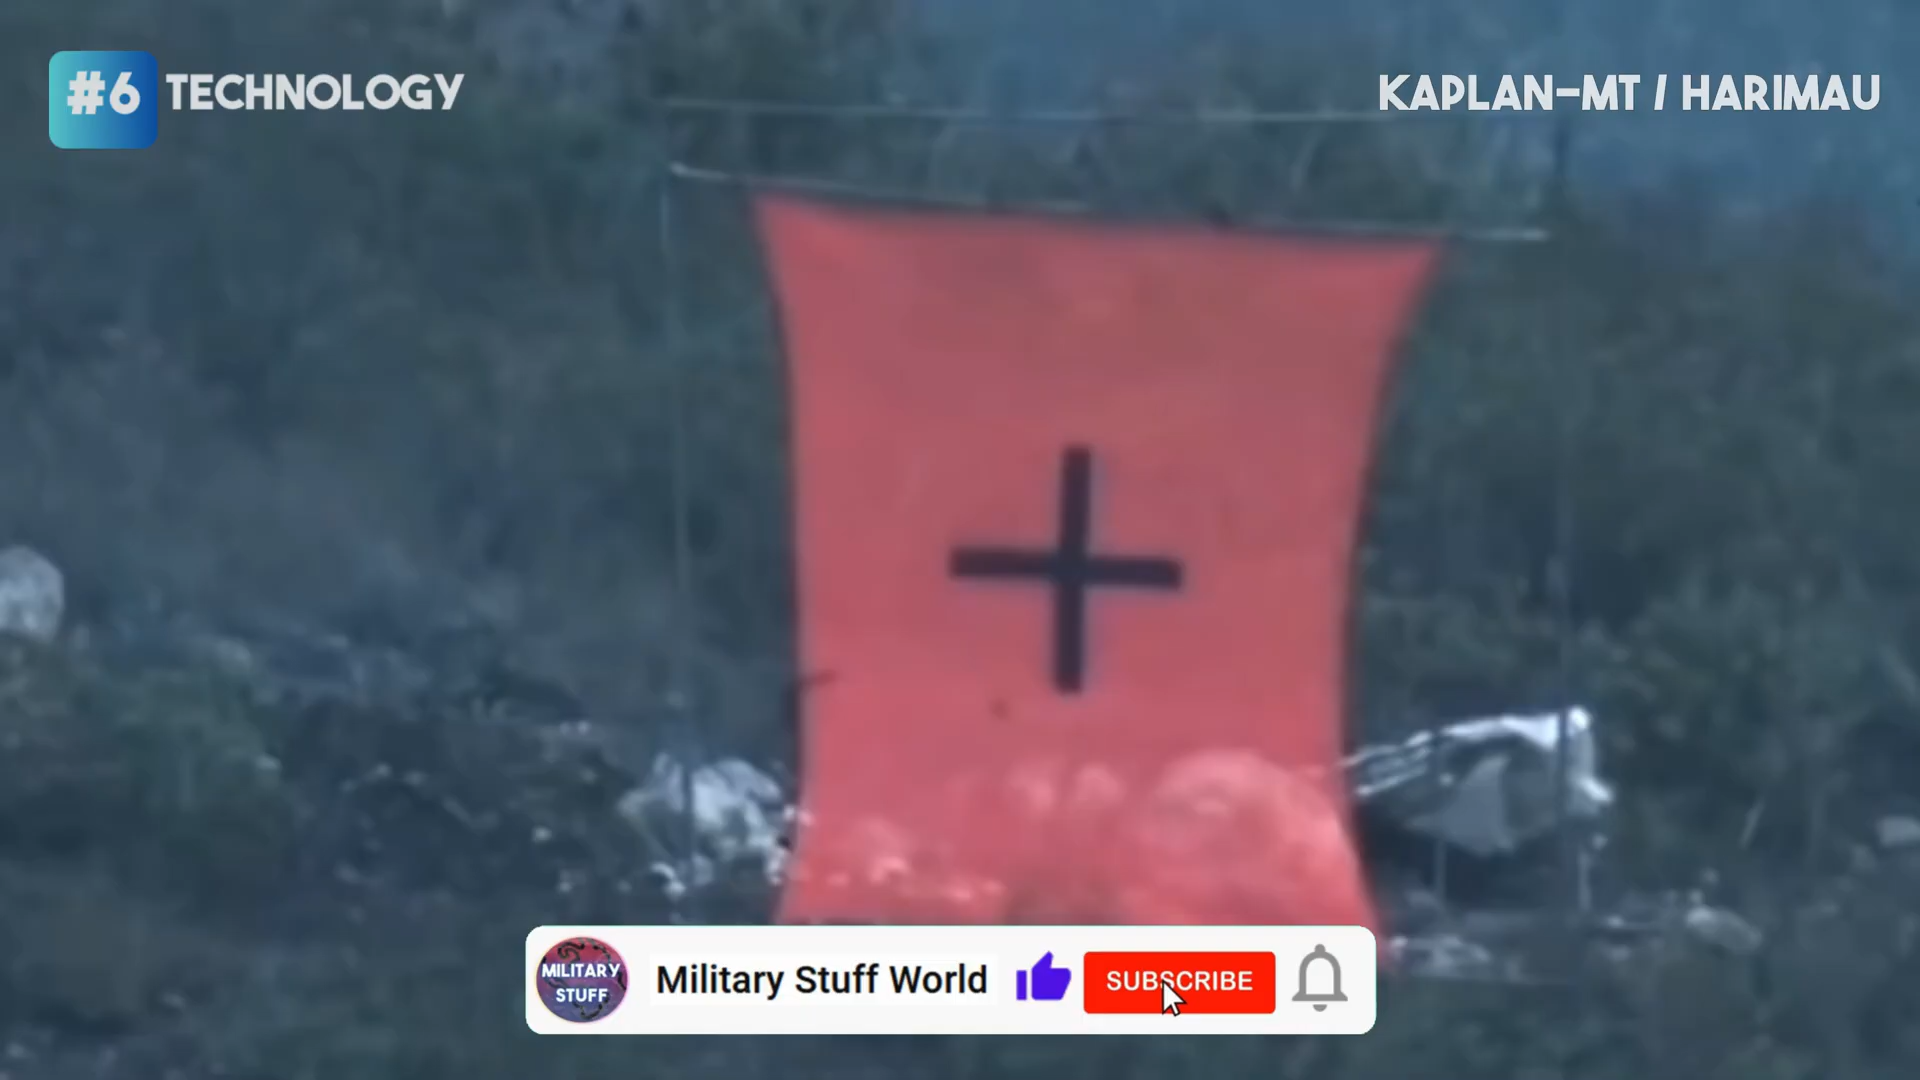 #6 TECHNOLOGY
KAPLAN-MT / HARIMAU
MILITARY
STUFF
Military Stuff World
SUBSCRIBE